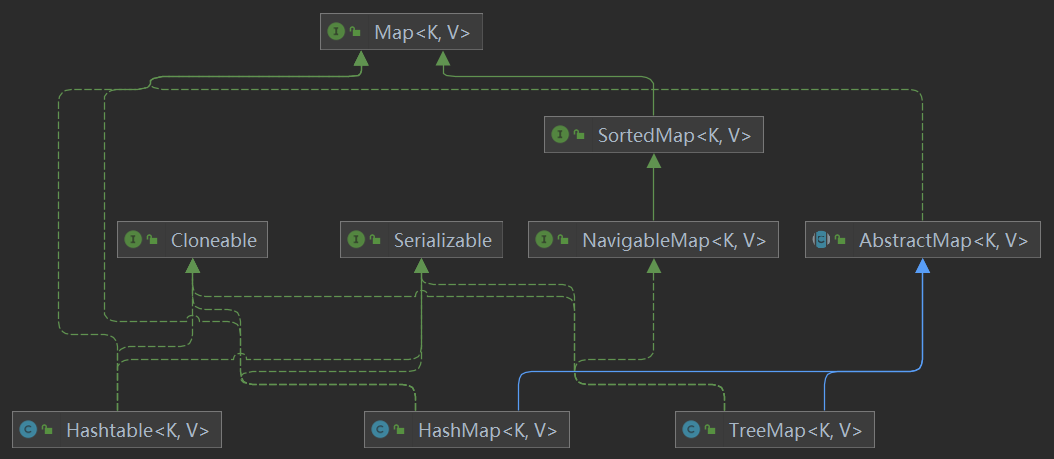 Map<K, V>
SortedMap<K, V>
Cloneable
Serializable
NavigableMap<K, V>
AbstractMap<K, V>
Hashtable<K, V>
HashMap<K, V>
TreeMap<K, V>